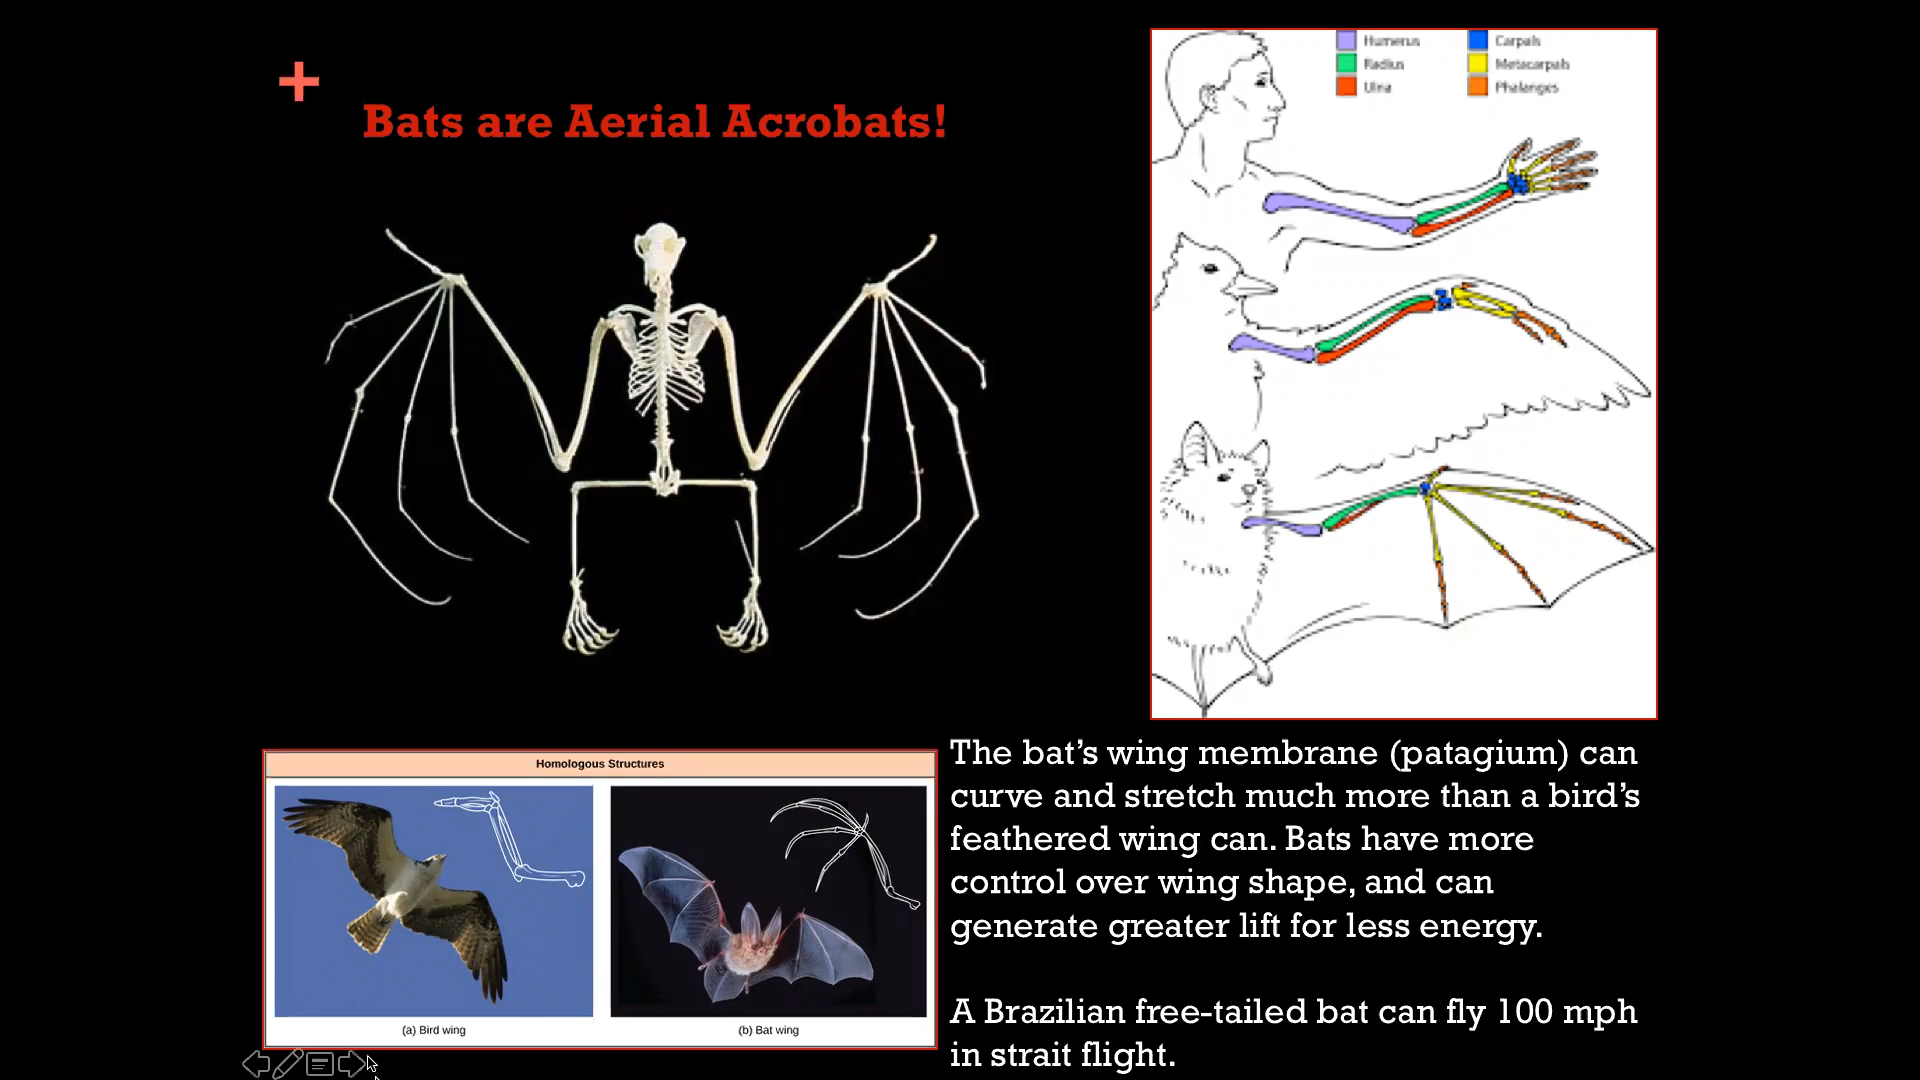 Bats are Aerial Acrobats!
Humerus
Radius
Ulna
Carpals
Metacarpals
Phalanges
Homologous Structures
(a) Bird wing
(b) Bat wing
The bat’s wing membrane (patagium) can
curve and stretch much more than a bird’s
feathered wing can. Bats have more
control over wing shape, and can
generate greater lift for less energy.
A Brazilian free-tailed bat can fly 100 mph
in strait flight.